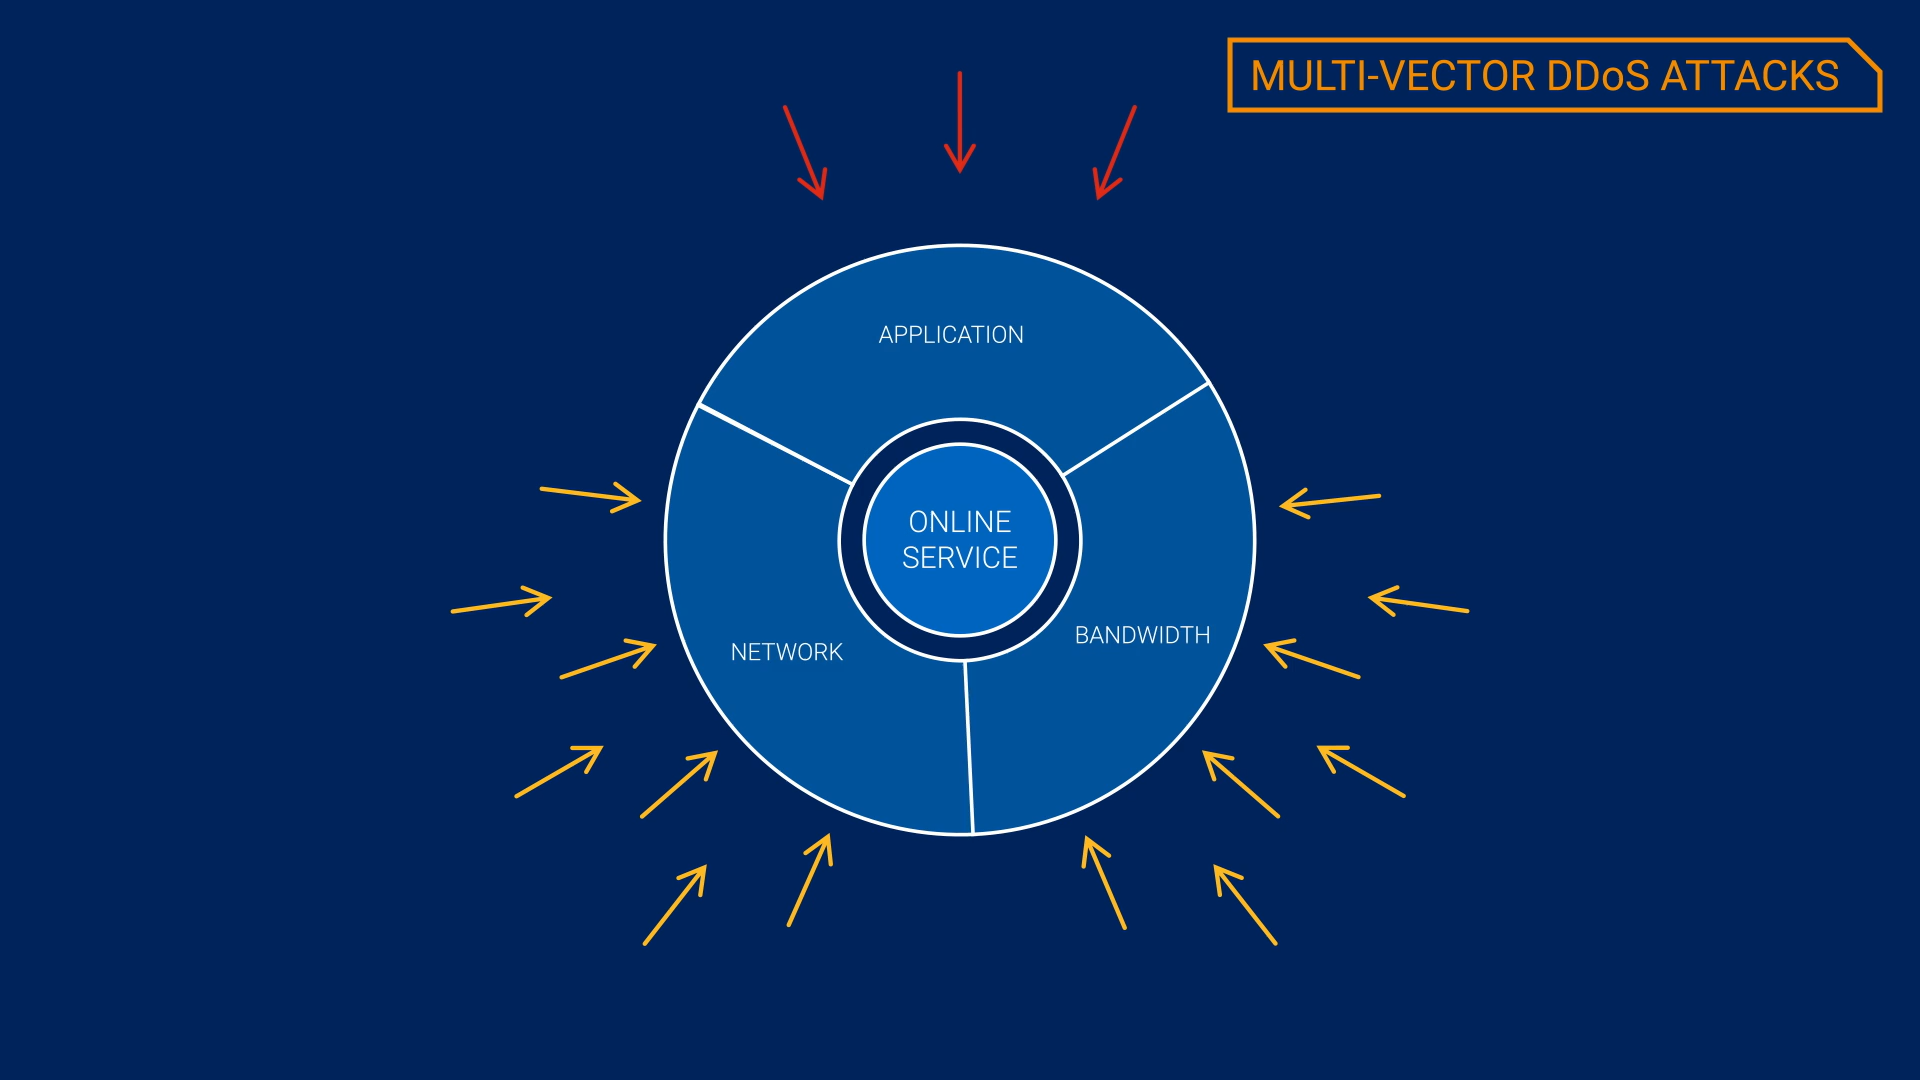 MULTI-VECTOR DDoS ATTACKS
APPLICATION
ONLINE
SERVICE
NETWORK
BANDWIDTH